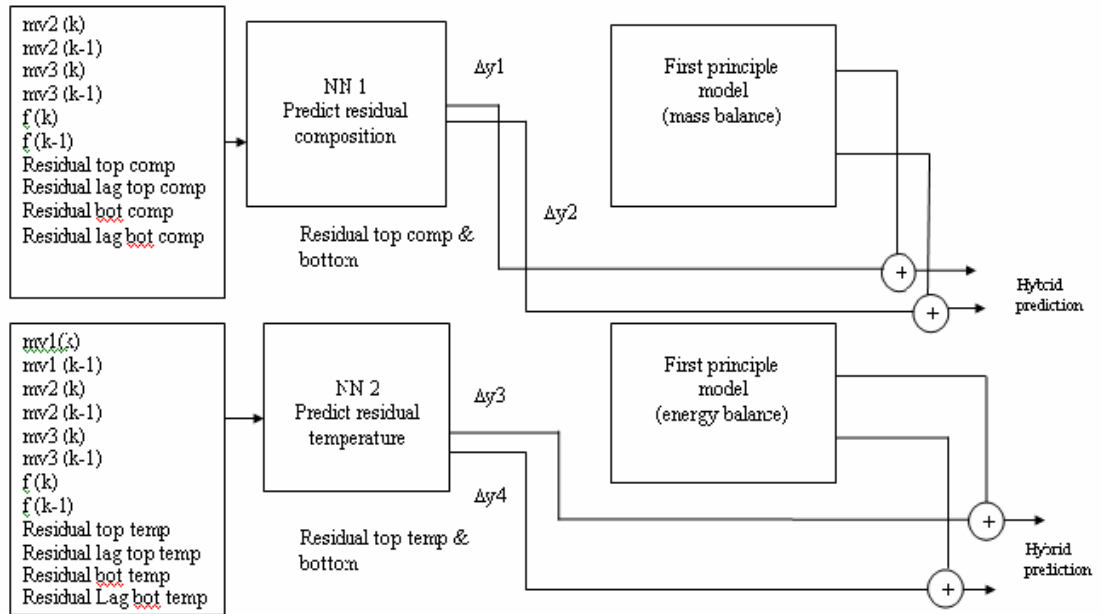 mv2 (k)
mv2 (k-1)
mv3 (k)
mv3 (k-1)
f (k)
f (k-1)
Residual top comp
Residual lag top comp
Residual bot comp
Residual lag bot comp
NN 1
Predict residual
composition
Δy1
Δy2
Residual top comp &
bottom
First principle
model
(mass balance)
+
+
Hybrid
prediction
mv1(k)
mv1 (k-1)
mv2 (k)
mv2 (k-1)
mv3 (k)
mv3 (k-1)
f (k)
f (k-1)
Residual top temp
Residual lag top temp
Residual bot temp
Residual Lag bot temp
NN 2
Predict residual
temperature
Δy3
Δy4
Residual top temp &
bottom
First principle
model
(energy balance)
+
+
Hybrid
prediction